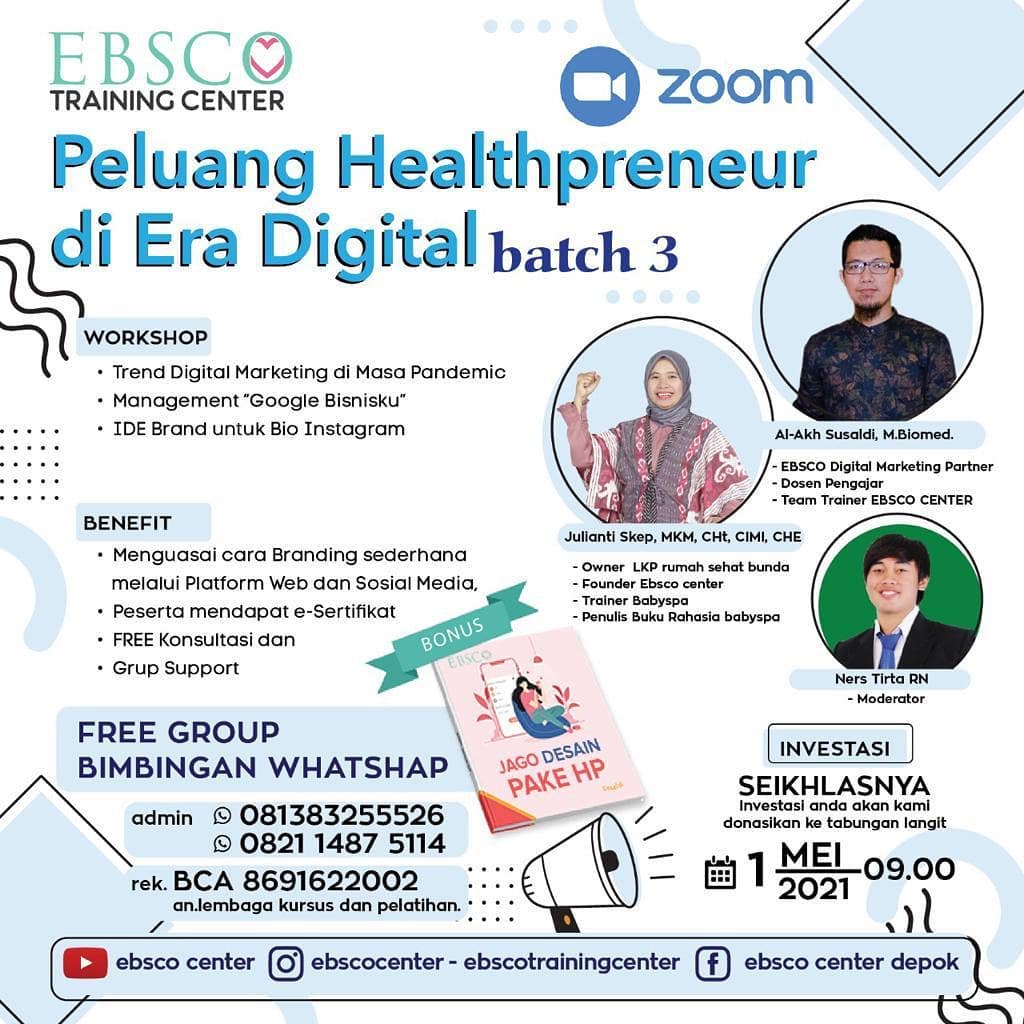 EBSCO
TRAINING CENTER
zoom
Peluang Healthpreneur
di Era Digital batch 3
WORKSHOP
• Trend Digital Marketing di Masa Pandemic
• Management "Google Bisnisku"
• IDE Brand untuk Bio Instagram
Al-Akh Susaldi, M.Biomed.
- EBSCO Digital Marketing Partner
- Dosen Pengajar
- Team Trainer EBSCO CENTER
Julianti Skep, MKM, CHt, CIMI, CHE
- Owner LKP rumah sehat bunda
- Founder Ebsco center
- Trainer Babyspa
- Penulis Buku Rahasia babyspa
Ners Tirta RN
- Moderator
BENEFIT
• Menguasai cara Branding sederhana
melalui Platform Web dan Sosial Media,
• Peserta mendapat e-Sertifikat
• FREE Konsultasi dan
• Grup Support
BONUS
EBSCO
JAGO DESAIN
PAKE HP
FREE GROUP
BIMBINGAN WHATSHAP
admin 081383255526
0821 1487 5114
rek. BCA 8691622002
an.lembaga kursus dan pelatihan.
INVESTASI
SEIKHLASNYA
Investasi anda akan kami
donasikan ke tabungan langit
1 MEI 09.00
2021
ebsco center ebscocenter - ebscotrainingcenter ebsco center depok